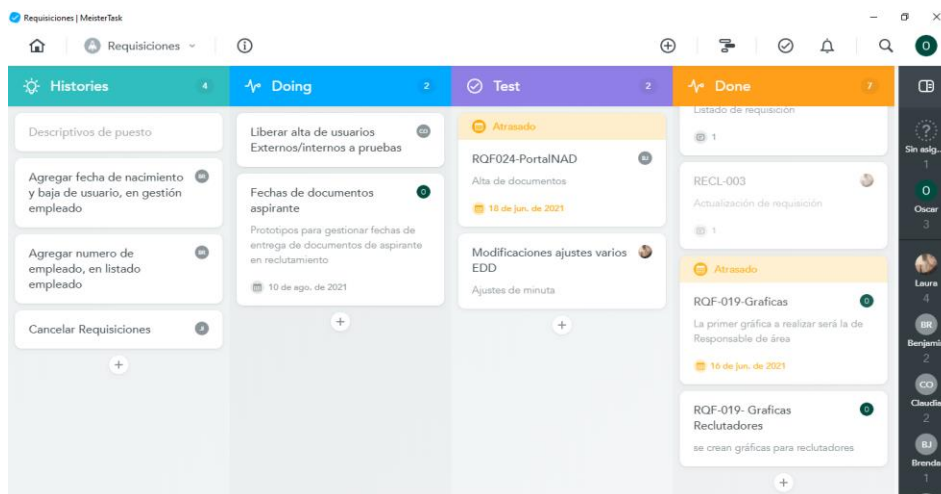 Requisiciones | MeisterTask
Requisiciones
O
Histories 4
Descriptivos de puesto
Agregar fecha de nacimiento
y baja de usuario, en gestión
empleado
BR
Agregar numero de
empleado, en listado
empleado
BR
Cancelar Requisiciones
Doing 2
Liberar alta de usuarios
Externos/internos a pruebas
CO
Fechas de documentos
aspirante
O
Prototipos para gestionar fechas de
entrega de documentos de aspirante
en reclutamiento
10 de ago. de 2021
Test 2
Atrasado
RQF024-PortalNAD
BJ
Alta de documentos
18 de jun. de 2021
Modificaciones ajustes varios
EDD
Ajustes de minuta
Done 7
Listado de requisición
1
RECL-003
Actualización de requisición
1
Atrasado
RQF-019-Graficas
O
La primer gráfica a realizar será la de
Responsable de área
16 de jun. de 2021
RQF-019- Graficas
Reclutadores
O
se crean gráficas para reclutadores
Sin asig..
1
O
Oscar
3
Laura
4
BR
Benjamin
2
CO
Claudia
2
BJ
Brenda
1